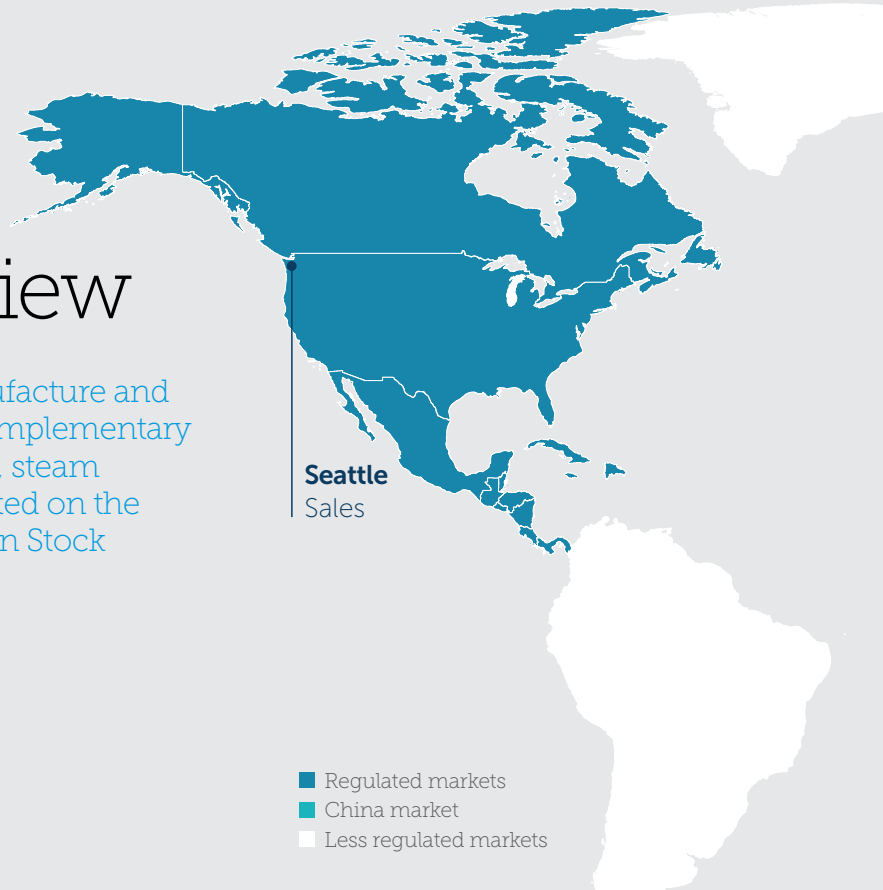 iew
ufacture and
mplementary
, steam
ted on the
n Stock
Seattle
Sales
Regulated markets
China market
Less regulated markets